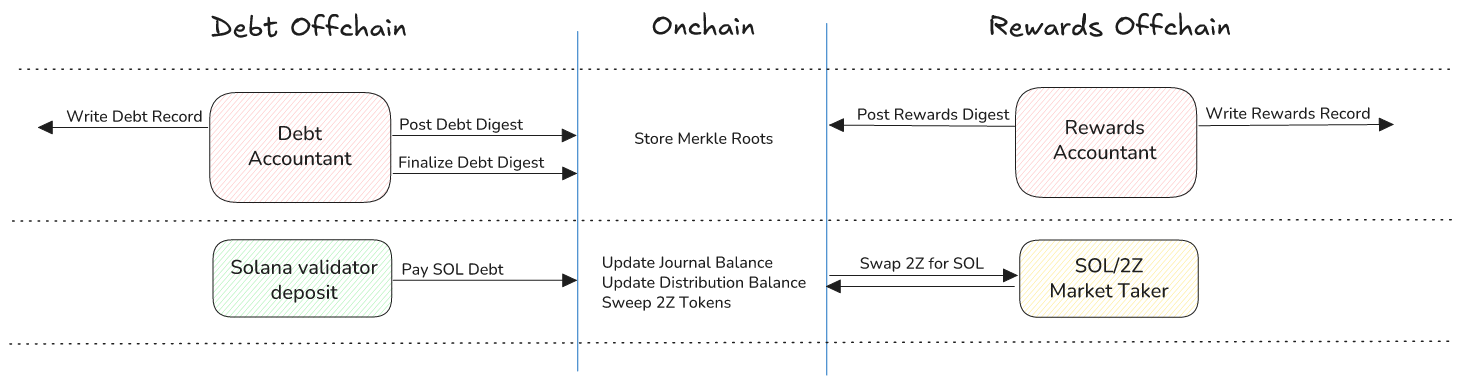 Debt Offchain
Onchain
Rewards Offchain
Write Debt Record
Debt
Accountant
Post Debt Digest
Finalize Debt Digest
Store Merkle Roots
Post Rewards Digest
Rewards
Accountant
Write Rewards Record
Solana validator
deposit
Pay SOL Debt
Update Journal Balance
Update Distribution Balance
Sweep 2Z Tokens
Swap 2Z for SOL
SOL/2Z
Market Taker